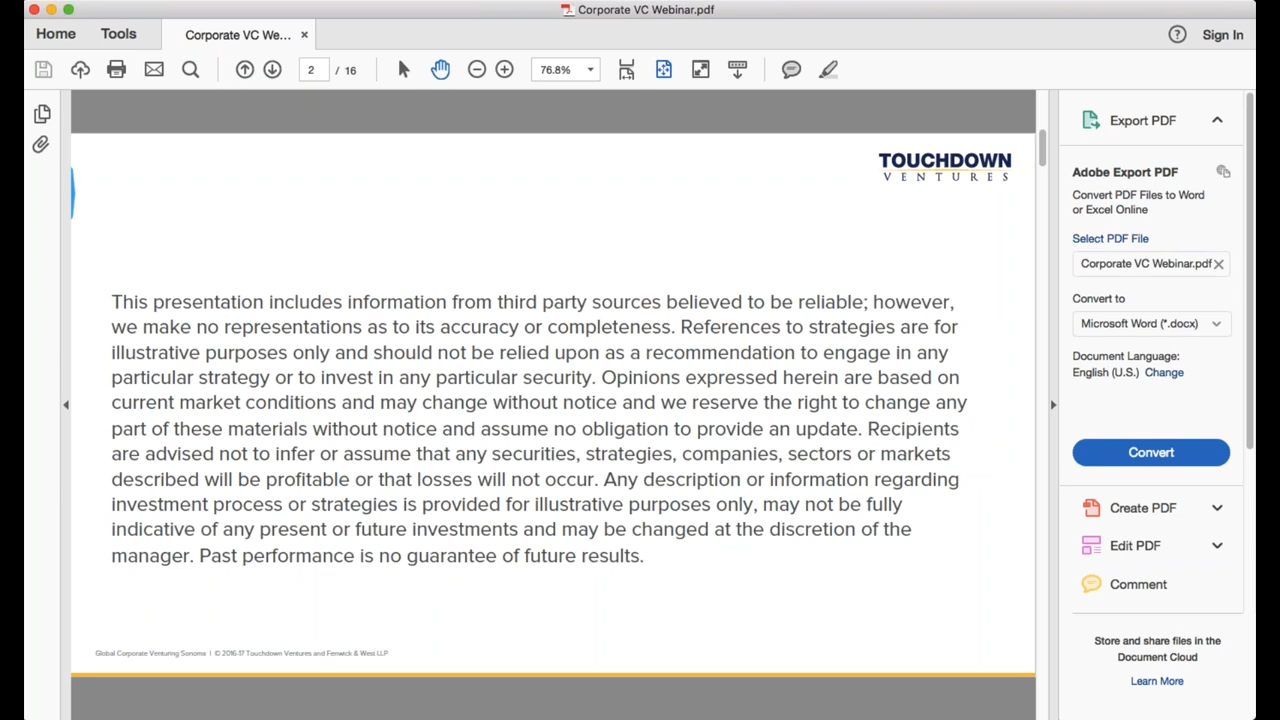 Corporate VC Webinar.pdf
Home
Tools
Corporate VC We...
Sign In
2 / 16
76.8%
TOUCHDOWN
VENTURES
This presentation includes information from third party sources believed to be reliable; however,
we make no representations as to its accuracy or completeness. References to strategies are for
illustrative purposes only and should not be relied upon as a recommendation to engage in any
particular strategy or to invest in any particular security. Opinions expressed herein are based on
current market conditions and may change without notice and we reserve the right to change any
part of these materials without notice and assume no obligation to provide an update. Recipients
are advised not to infer or assume that any securities, strategies, companies, sectors or markets
described will be profitable or that losses will not occur. Any description or information regarding
investment process or strategies is provided for illustrative purposes only, may not be fully
indicative of any present or future investments and may be changed at the discretion of the
manager. Past performance is no guarantee of future results.
Global Corporate Venturing Sonoma | © 2016-17 Touchdown Ventures and Fenwick & West LLP
Export PDF
Adobe Export PDF
Convert PDF Files to Word
or Excel Online
Select PDF File
Corporate VC Webinar.pdf
Convert to
Microsoft Word (*.docx)
Document Language:
English (U.S.) Change
Convert
Create PDF
Edit PDF
Comment
Store and share files in the
Document Cloud
Learn More